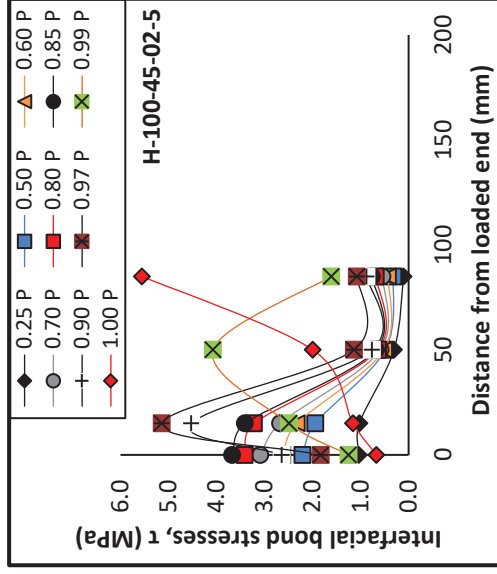 0.25 P
0.50 P
0.60 P
0.70 P
0.80 P
0.85 P
0.90 P
0.97 P
0.99 P
1.00 P
H-100-45-02-5
Interfacial bond stresses, τ (MPa)
6.0
5.0
4.0
3.0
2.0
1.0
0.0
0
50
100
150
200
Distance from loaded end (mm)